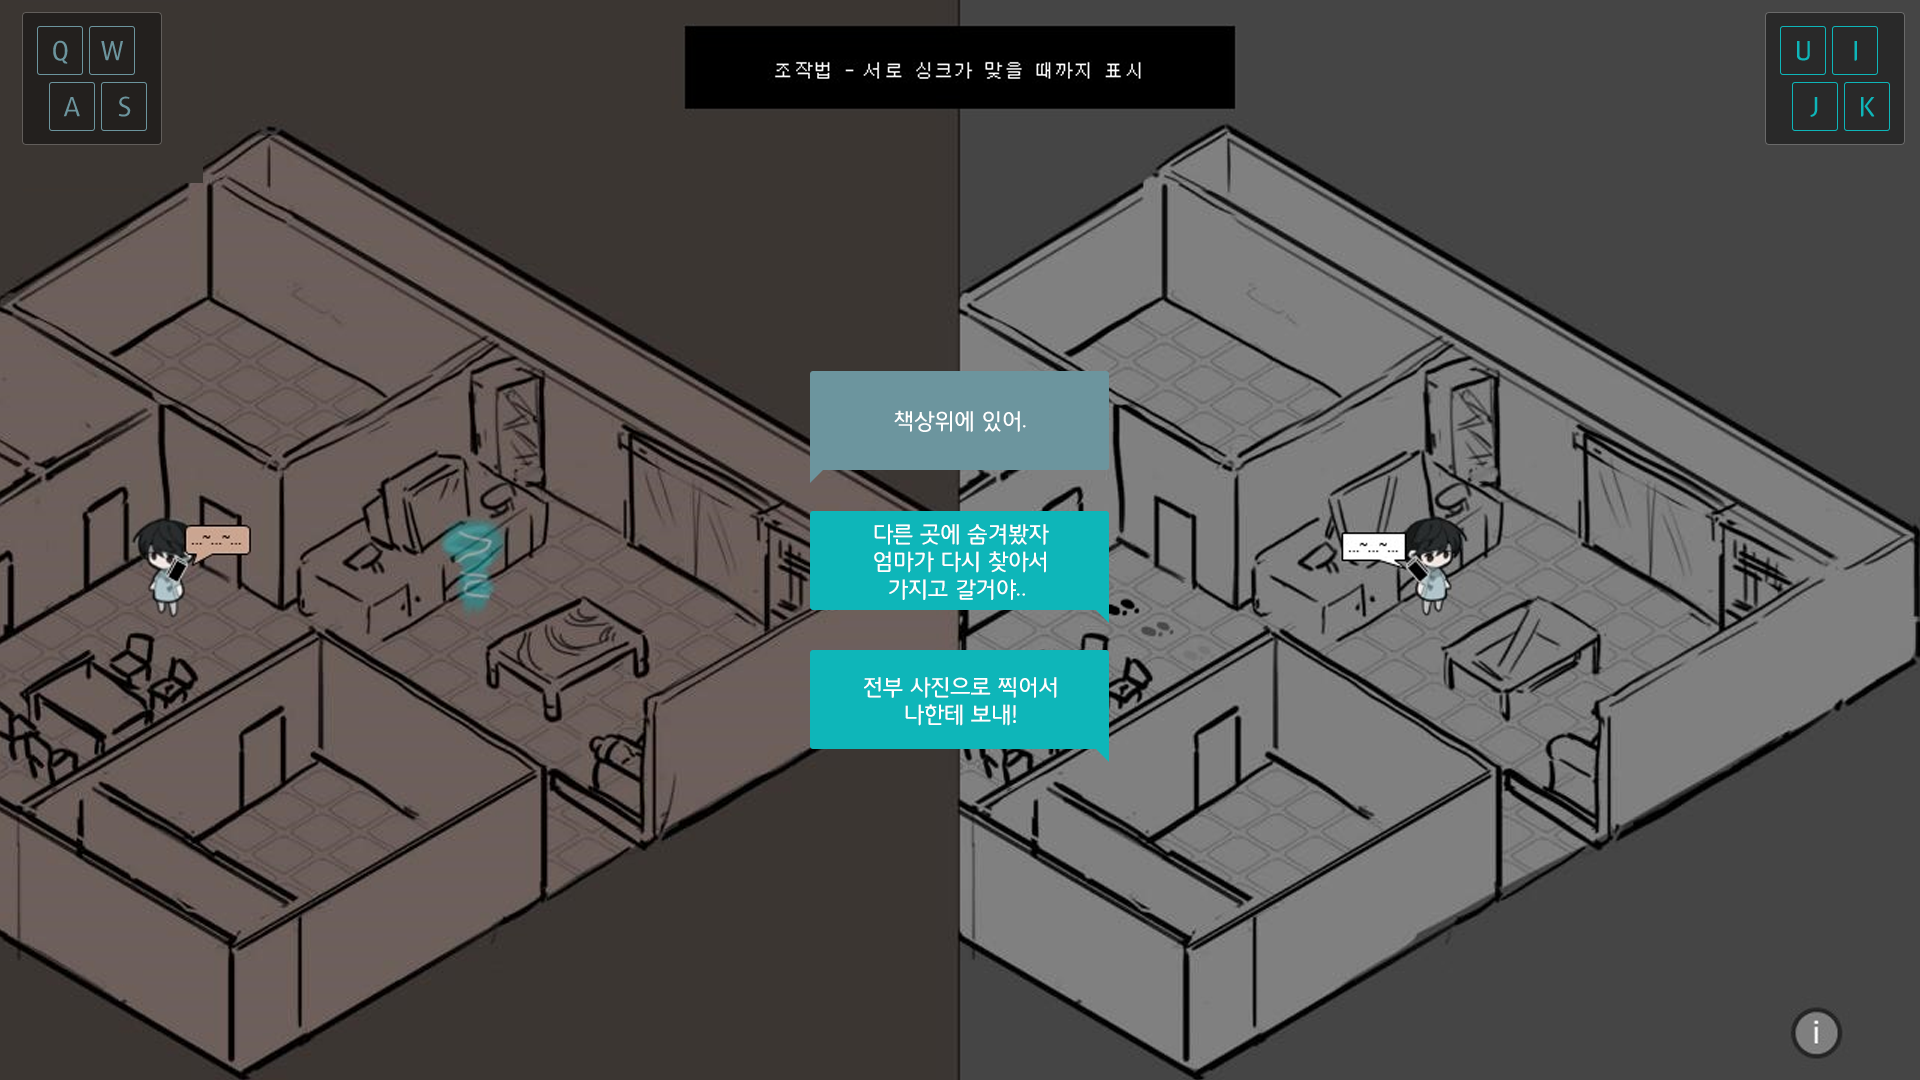 Q W
A S
조작법 - 서로 싱크가 맞을 때까지 표시
U I
J K
책상위에 있어.
다른 곳에 숨겨봤자
엄마가 다시 찾아서
가지고 갈거야..
전부 사진으로 찍어서
나한테 보내!
...~...~...
...~...~...
i